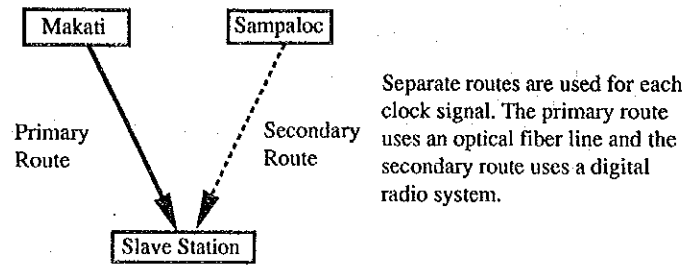 Makati
Sampaloc
Separate routes are used for each
clock signal. The primary route
uses an optical fiber line and the
secondary route uses a digital
radio system.
Primary
Route
Secondary
Route
Slave Station